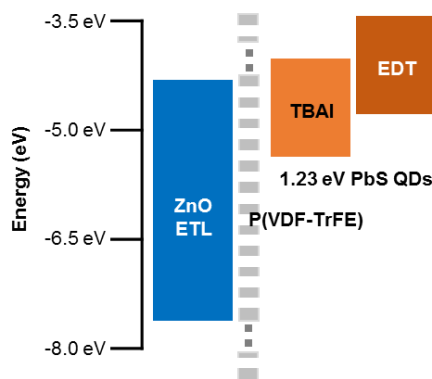 -3.5 eV
-5.0 eV
-6.5 eV
-8.0 eV
Energy (eV)
ZnO
ETL
P(VDF-TrFE)
TBAI
EDT
1.23 eV PbS QDs